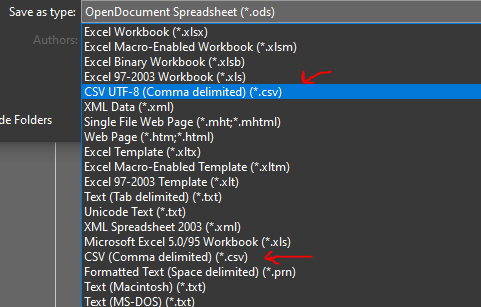 Save as type: OpenDocument Spreadsheet (*.ods)
Excel Workbook (*.xlsx)
Authors: Excel Macro-Enabled Workbook (*.xlsm)
Excel Binary Workbook (*.xlsb)
Excel 97-2003 Workbook (*.xls)
CSV UTF-8 (Comma delimited) (*.csv)
XML Data (*.xml)
de Folders Single File Web Page (*.mht;*.mhtml)
Web Page (*.htm;*.html)
Excel Template (*.xltx)
Excel Macro-Enabled Template (*.xltm)
Excel 97-2003 Template (*.xlt)
Text (Tab delimited) (*.txt)
Unicode Text (*.txt)
XML Spreadsheet 2003 (*.xml)
Microsoft Excel 5.0/95 Workbook (*.xls)
CSV (Comma delimited) (*.csv)
Formatted Text (Space delimited) (*.prn)
Text (Macintosh) (*.txt)
Text (MS-DOS) (*.txt)